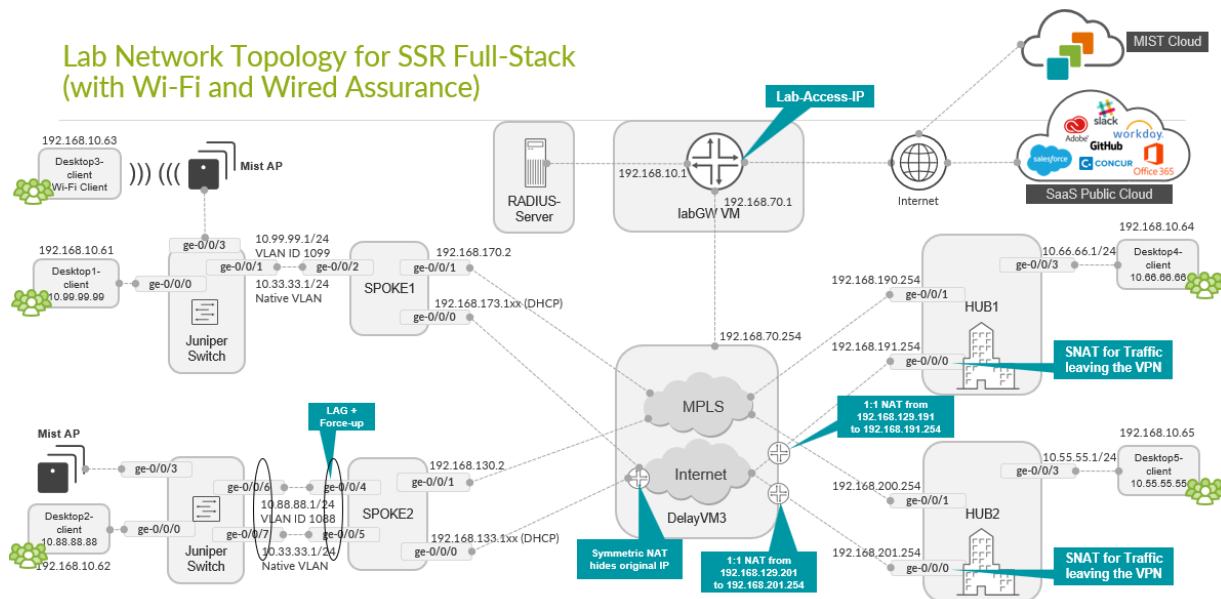 Lab Network Topology for SSR Full-Stack
(with Wi-Fi and Wired Assurance)
MIST Cloud
Lab-Access-IP
slack
Adobe
workday
GitHub
salesforce
CONCUR
Office 365
SaaS Public Cloud
Internet
RADIUS-
Server
192.168.10.1
192.168.70.1
labGW VM
192.168.10.63
Desktop3-
client
Wi-Fi Client
Mist AP
192.168.10.61
Desktop1-
client
10.99.99.99
ge-0/0/3
ge-0/0/0
ge-0/0/1
Juniper
Switch
10.99.99.1/24
VLAN ID 1099
10.33.33.1/24
Native VLAN
ge-0/0/2
SPOKE1
ge-0/0/1
ge-0/0/0
192.168.170.2
192.168.173.1xx (DHCP)
192.168.70.254
MPLS
Internet
DelayVM3
192.168.190.254
ge-0/0/1
192.168.191.254
ge-0/0/0
HUB1
ge-0/0/3
10.66.66.1/24
192.168.10.64
Desktop4-
client
10.66.66.66
SNAT for Traffic
leaving the VPN
1:1 NAT from
192.168.129.191
to 192.168.191.254
LAG +
Force-up
Mist AP
ge-0/0/3
ge-0/0/0
ge-0/0/6
ge-0/0/7
Juniper
Switch
Desktop2-
client
10.88.88.88
192.168.10.62
10.88.88.1/24
VLAN ID 1088
10.33.33.1/24
Native VLAN
ge-0/0/4
ge-0/0/5
SPOKE2
ge-0/0/1
ge-0/0/0
192.168.130.2
192.168.133.1xx (DHCP)
Symmetric NAT
hides original IP
1:1 NAT from
192.168.129.201
to 192.168.201.254
192.168.200.254
ge-0/0/1
192.168.201.254
ge-0/0/0
HUB2
ge-0/0/3
10.55.55.1/24
192.168.10.65
Desktop5-
client
10.55.55.55
SNAT for Traffic
leaving the VPN